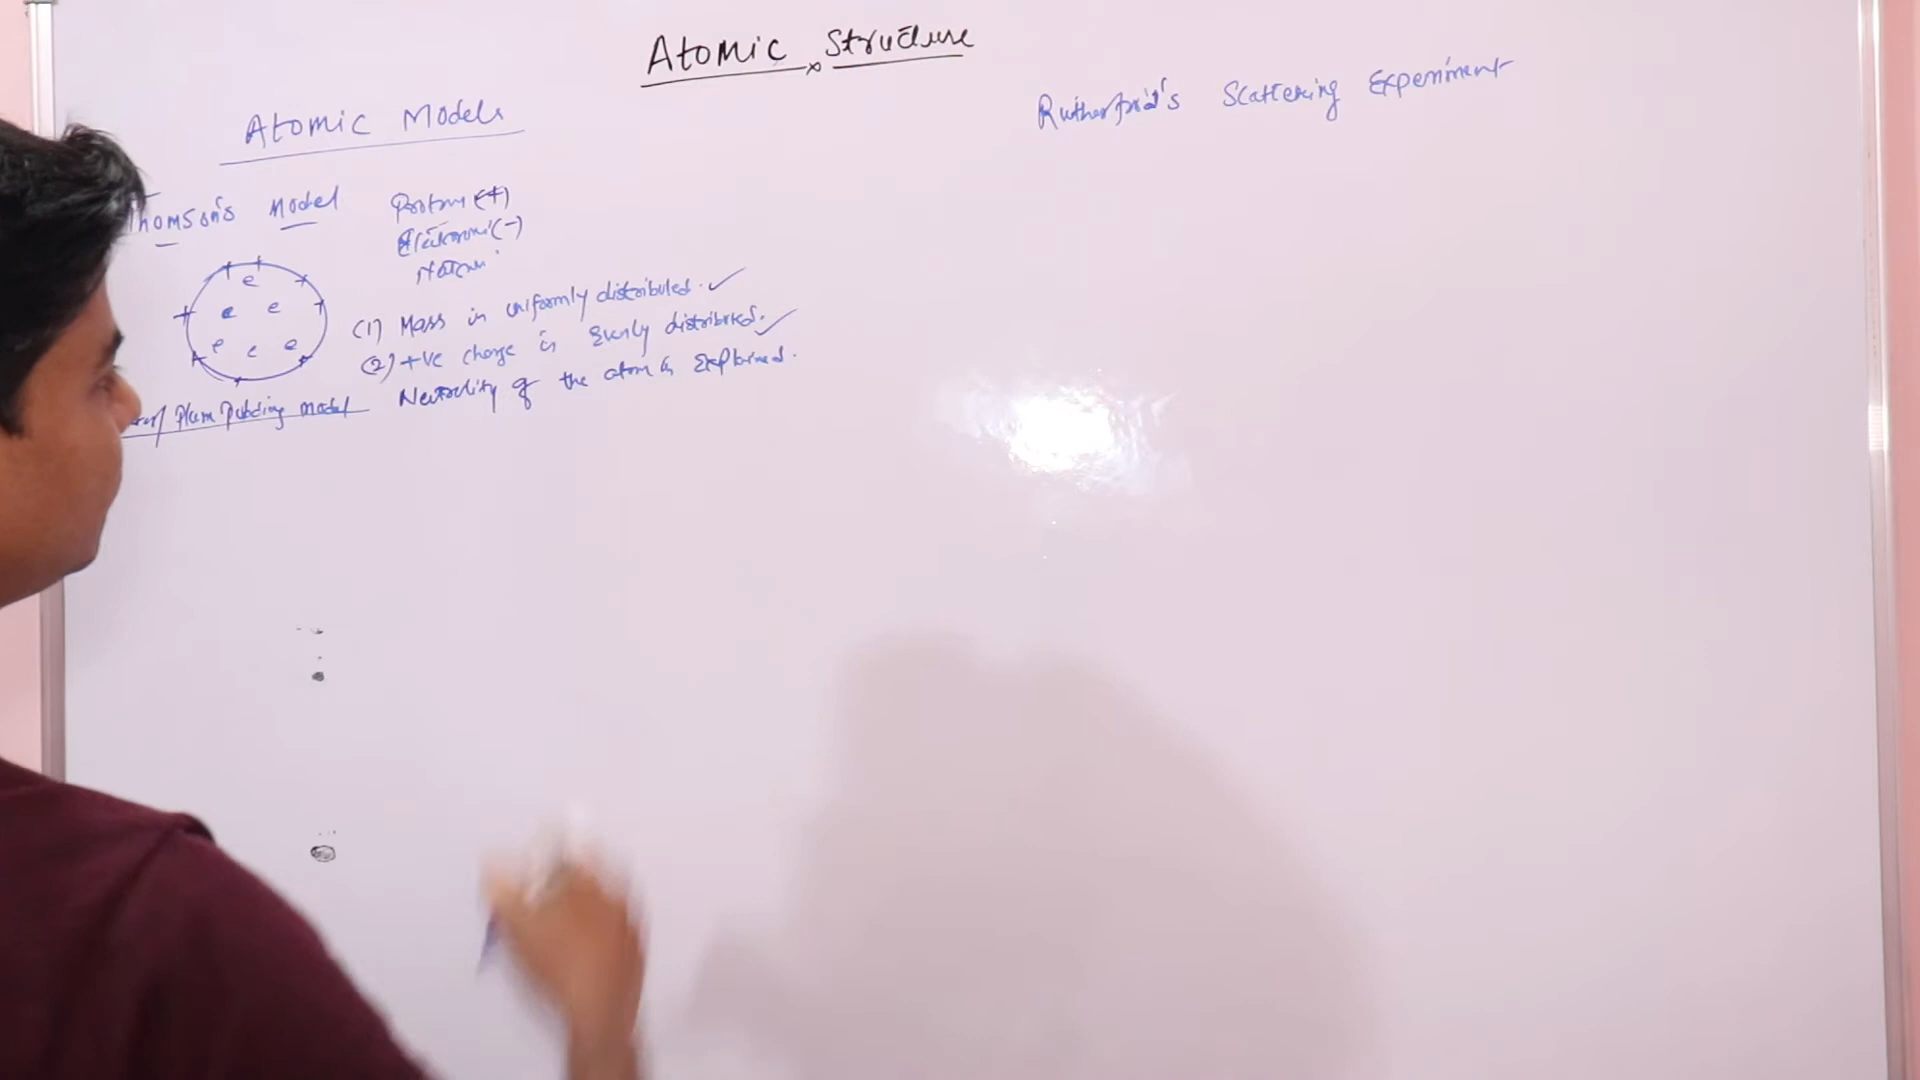 Atomic Structure
Atomic Models
Thomson's Model
Proton (+)
Electron (-)
+ + + + + +
e
e e
e e e
(1) Mass is uniformly distributed. ✓
(2) +ve charge is Evenly distributed. ✓
Neutrality of the atom is Explained.
Plum Pudding Model
Rutherford's Scattering Experiment